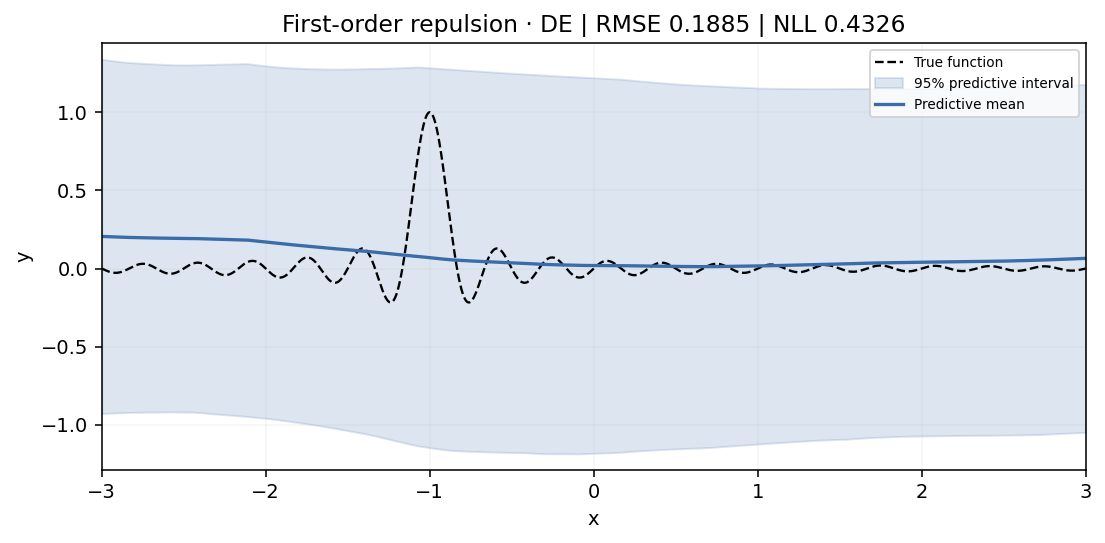 First-order repulsion · DE | RMSE 0.1885 | NLL 0.4326
True function
95% predictive interval
Predictive mean
1.0
0.5
0.0
−0.5
−1.0
y
−3
−2
−1
0
1
2
3
x